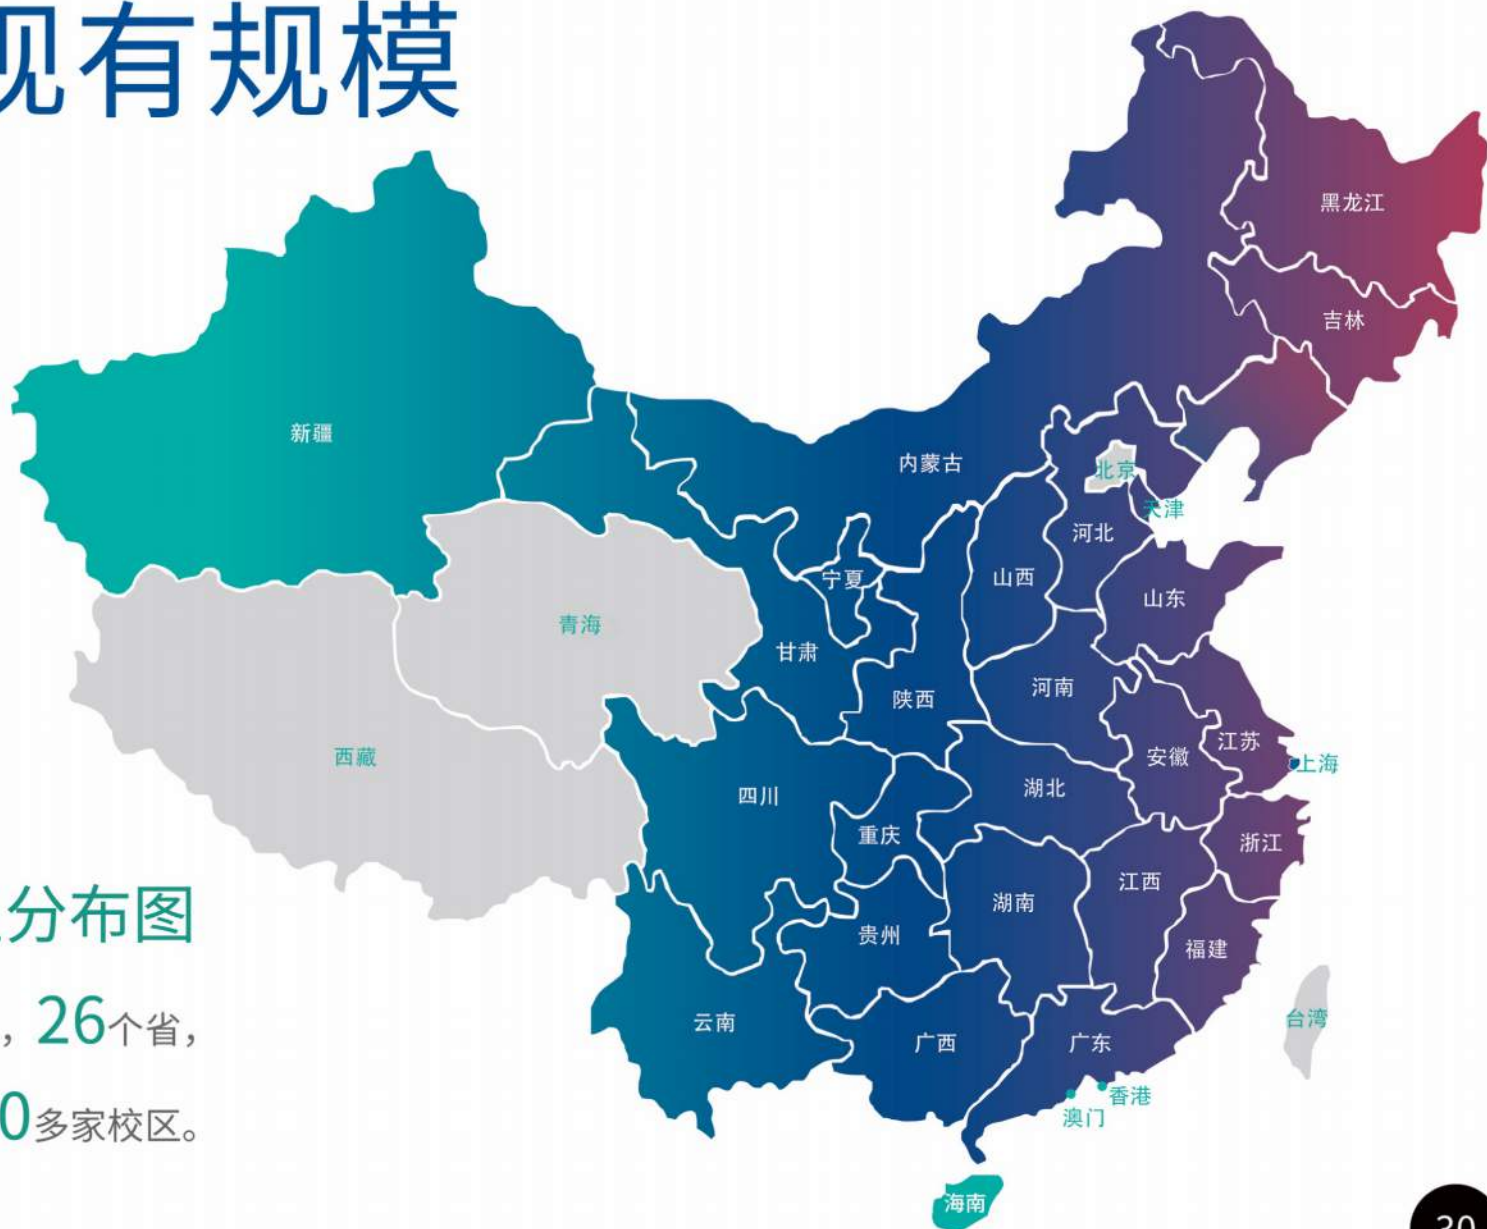 现有规模
黑龙江
吉林
新疆
内蒙古
北京
天津
河北
宁夏
山西
山东
青海
甘肃
河南
陕西
西藏
江苏
安徽
上海
四川
湖北
重庆
浙江
江西
湖南
分布图
贵州
福建
，26个省，
云南
台湾
广西
广东
香港
0多家校区。
澳门
海南
30